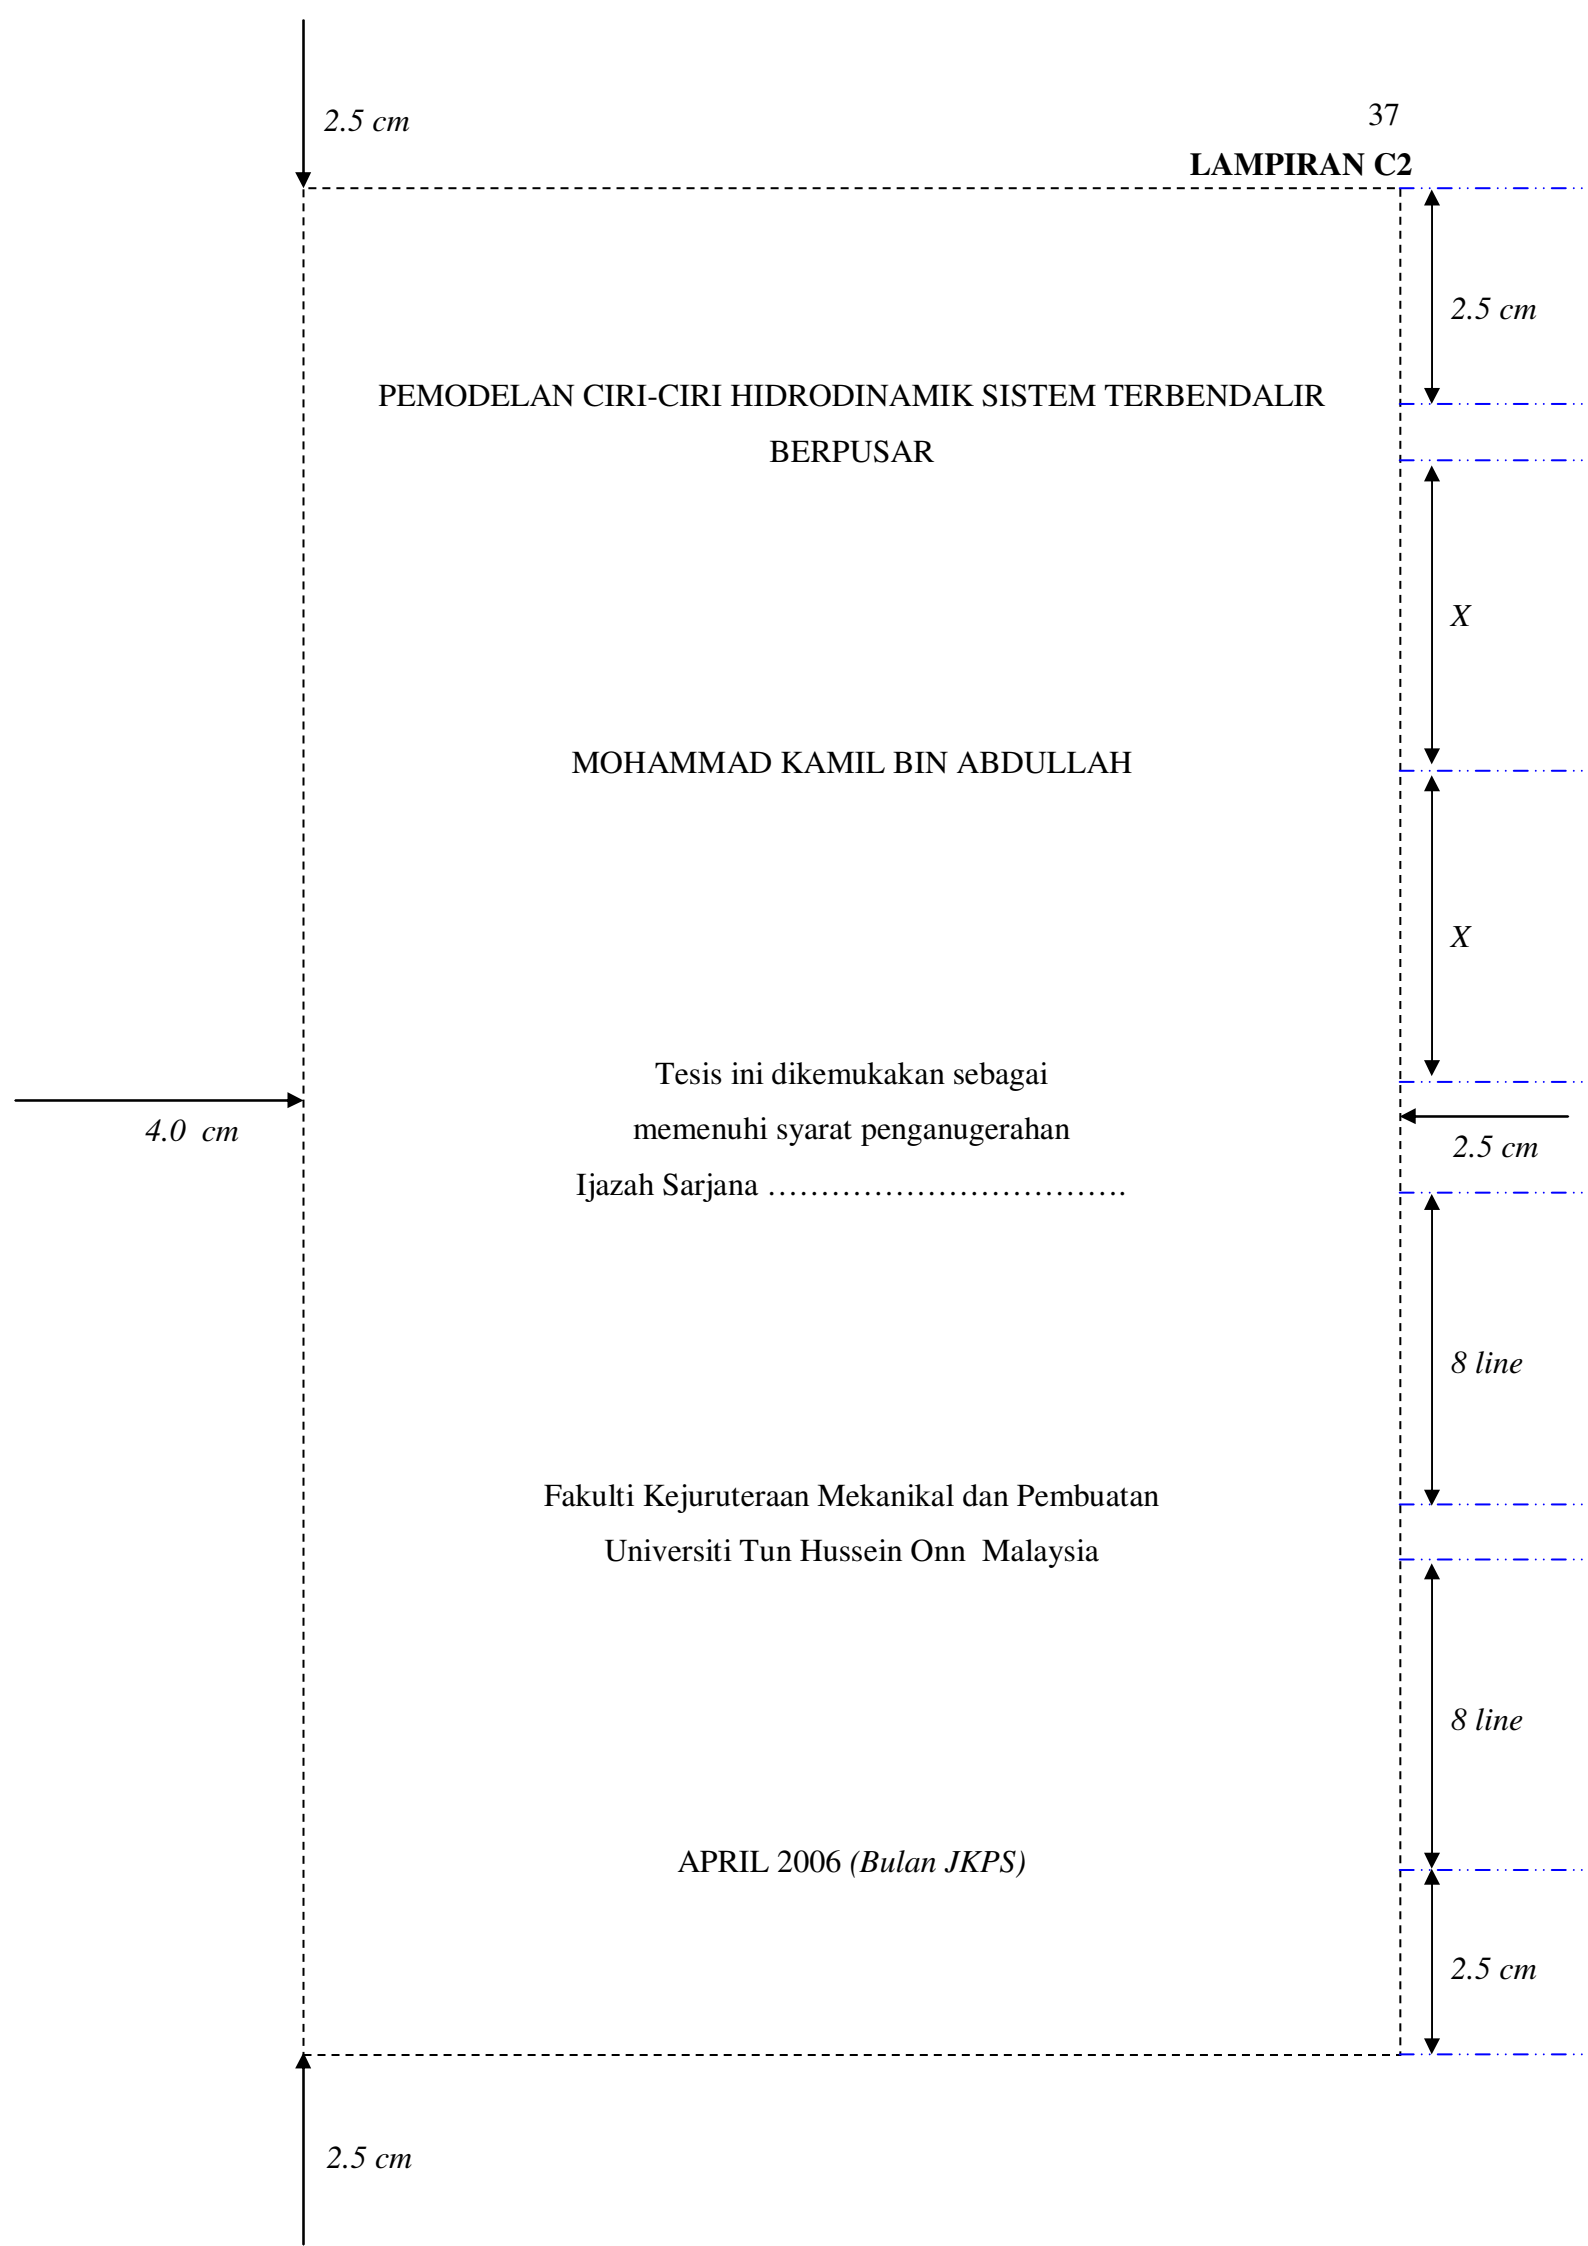 2.5 cm
37
LAMPIRAN C2
2.5 cm
PEMODELAN CIRI-CIRI HIDRODINAMIK SISTEM TERBENDALIR
BERPUSAR
X
MOHAMMAD KAMIL BIN ABDULLAH
X
Tesis ini dikemukakan sebagai
memenuhi syarat penganugerahan
4.0 cm
2.5 cm
Ijazah Sarjana …………………………….
8 line
Fakulti Kejuruteraan Mekanikal dan Pembuatan
Universiti Tun Hussein Onn Malaysia
8 line
APRIL 2006 (Bulan JKPS)
2.5 cm
2.5 cm